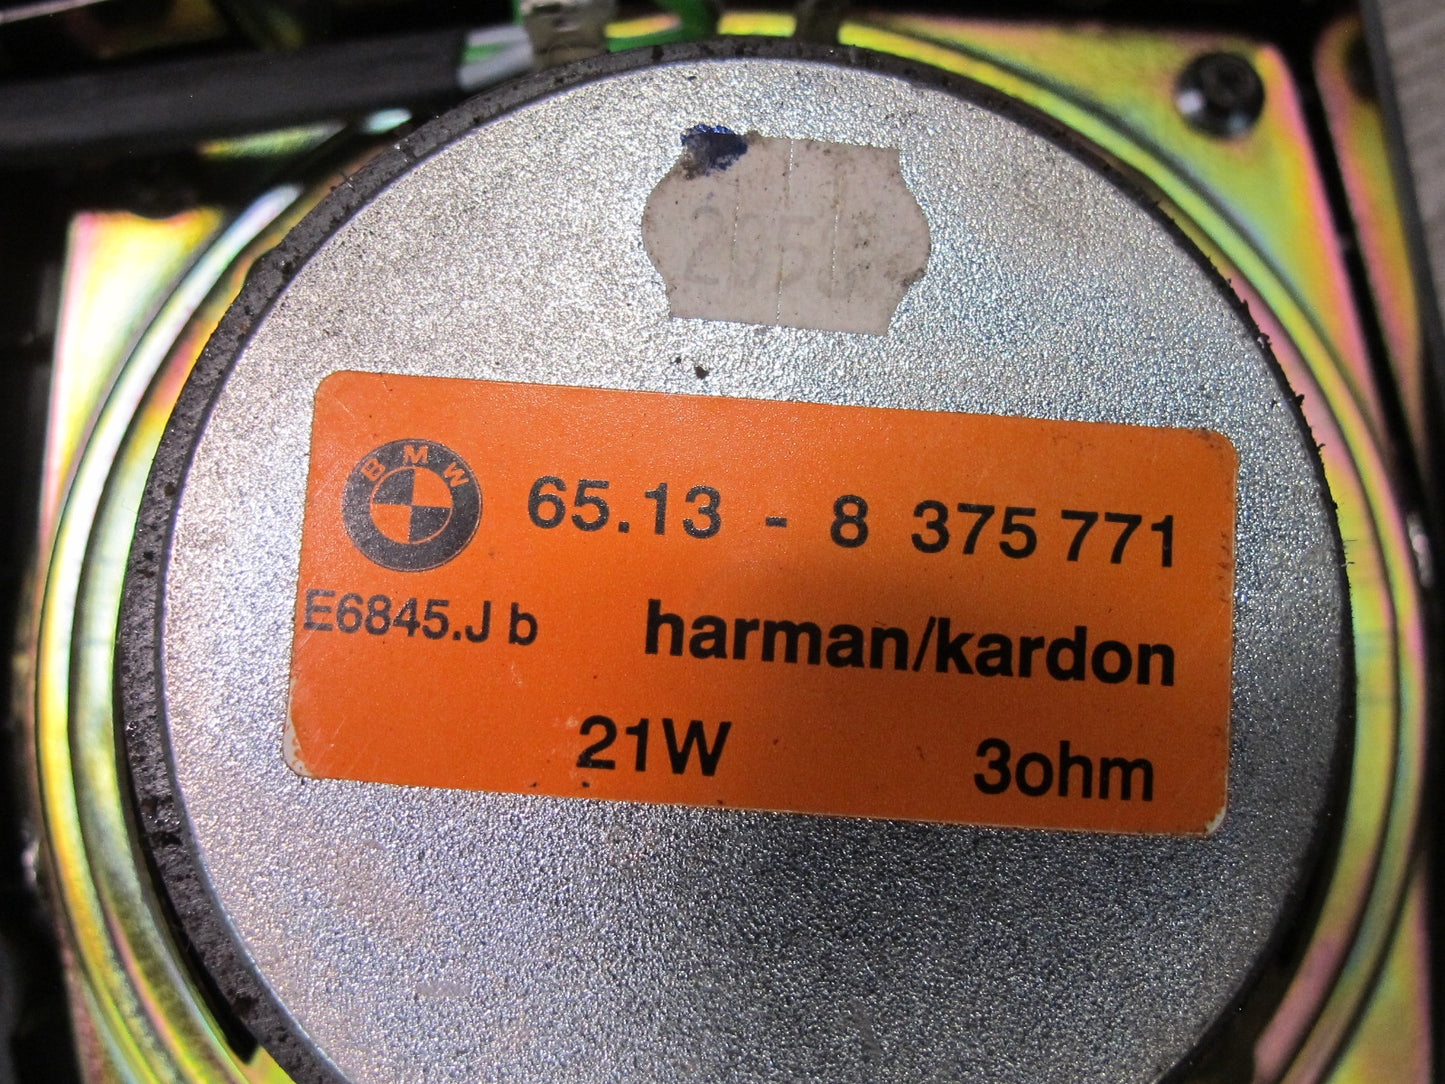 BMW
65.13 - 8 375 771
E6845.J b
harman/kardon
21W 3ohm